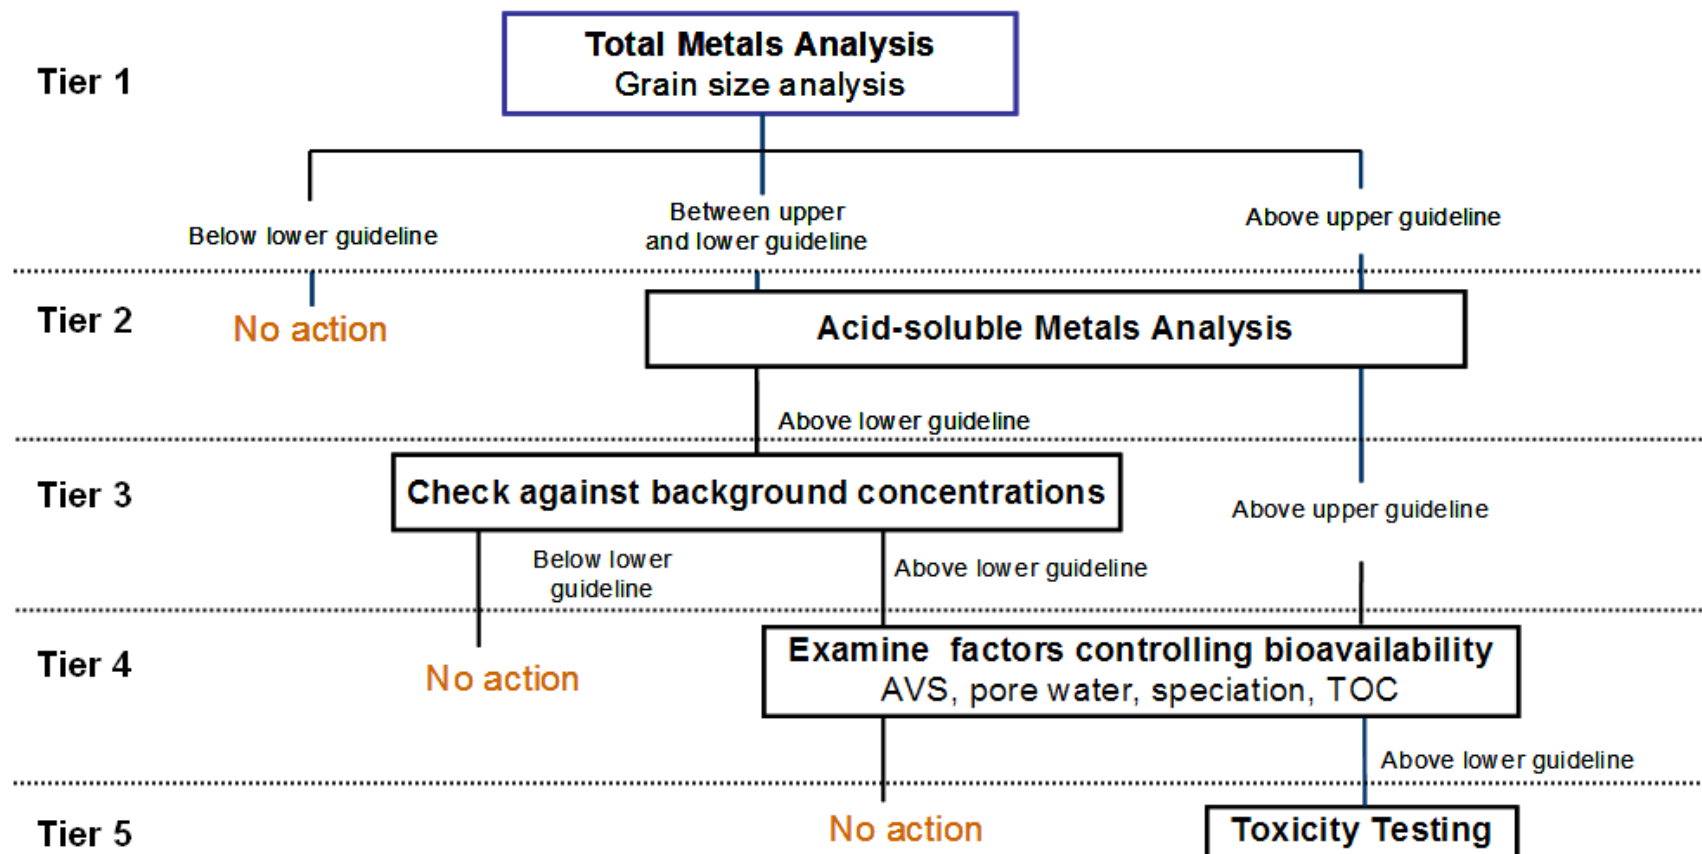 Total Metals Analysis
Tier 1
Grain size analysis
Below lower guideline
Between upper
and lower guideline
Above upper guideline
Tier 2
No action
Acid-soluble Metals Analysis
Above lower guideline
Tier 3
Check against background concentrations
Above upper guideline
Below lower
guideline
Above lower guideline
Tier 4
No action
Examine factors controlling bioavailability
AVS, pore water, speciation, TOC
Above lower guideline
Tier 5
No action
Toxicity Testing